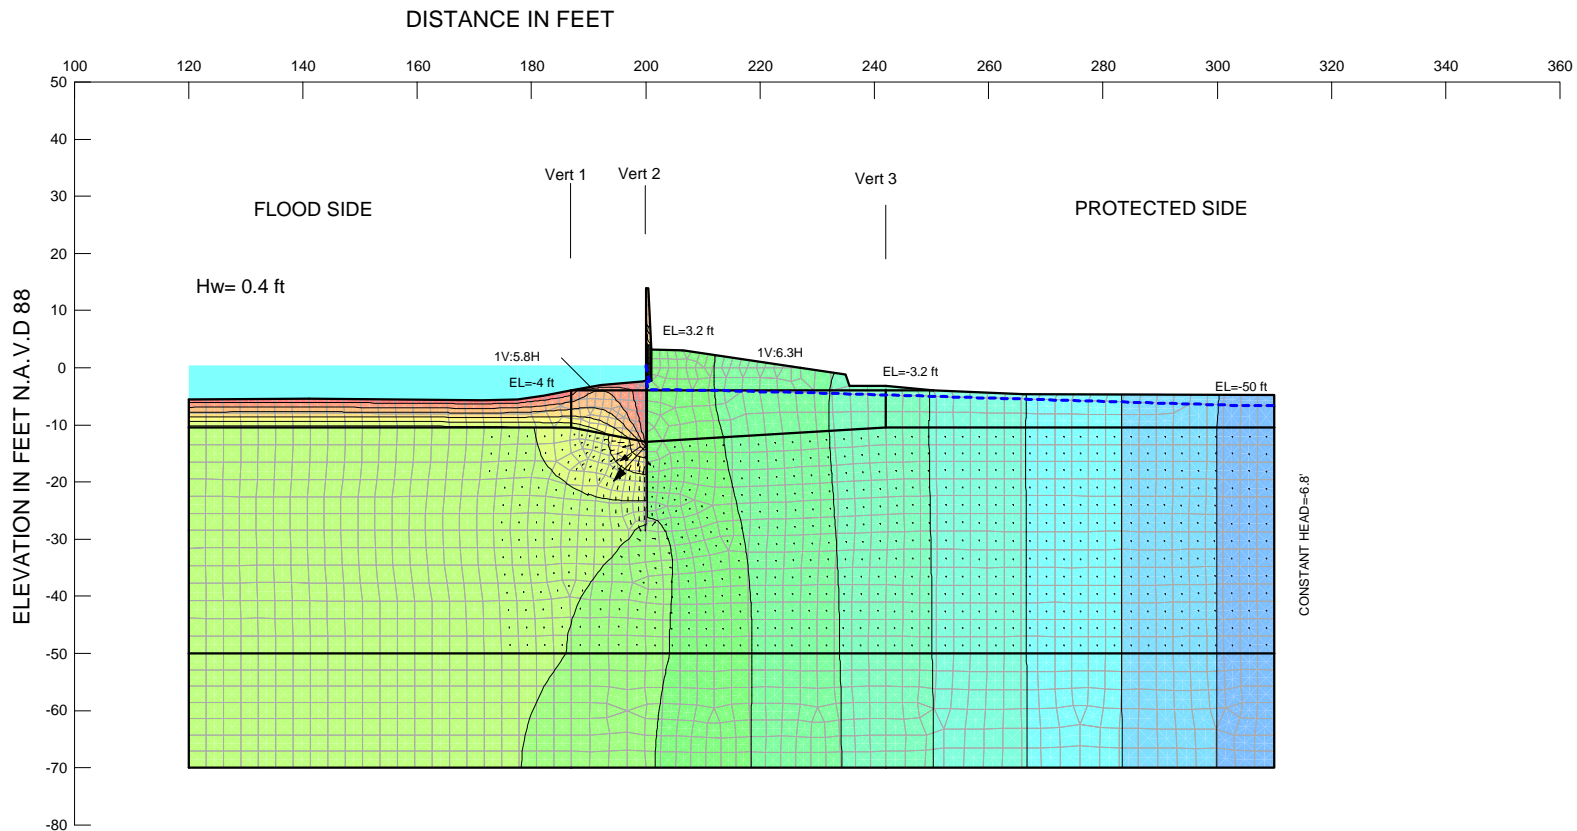 DISTANCE IN FEET
100 120 140 160 180 200 220 240 260 280 300 320 340 360
50
40
30
20
10
0
-10
-20
-30
-40
-50
-60
-70
-80
ELEVATION IN FEET N.A.V.D 88
Vert 1
Vert 2
Vert 3
FLOOD SIDE
PROTECTED SIDE
Hw= 0.4 ft
EL=3.2 ft
1V:5.8H
1V:6.3H
EL=-4 ft
EL=-3.2 ft
EL=-50 ft
CONSTANT HEAD=-6.8'